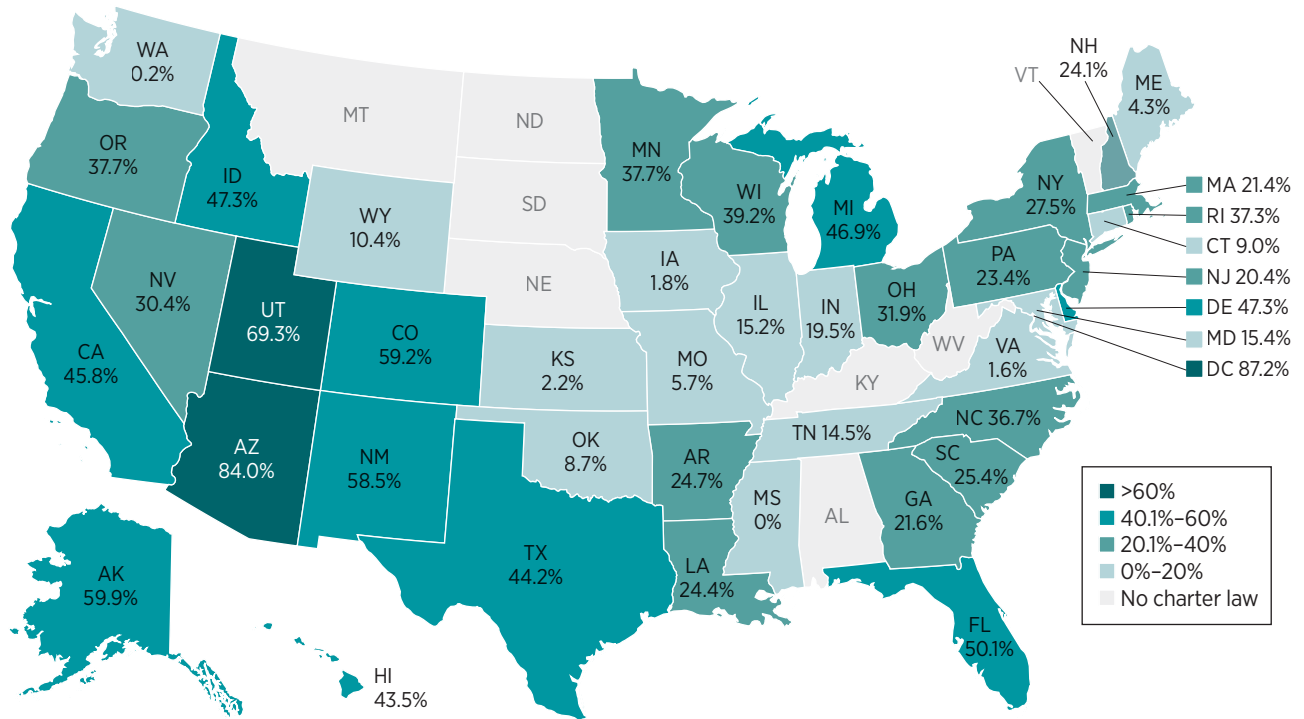 WA
0.2%
OR
37.7%
ID
47.3%
MT
ND
SD
NE
WY
10.4%
NV
30.4%
UT
69.3%
CO
59.2%
CA
45.8%
AZ
84.0%
NM
58.5%
KS
2.2%
OK
8.7%
TX
44.2%
MN
37.7%
WI
39.2%
MI
46.9%
IA
1.8%
IL
15.2%
IN
19.5%
OH
31.9%
MO
5.7%
KY
WV
VA
1.6%
TN 14.5%
NC 36.7%
SC
25.4%
AR
24.7%
MS
0%
AL
GA
21.6%
LA
24.4%
FL
50.1%
AK
59.9%
HI
43.5%
PA
23.4%
NY
27.5%
VT
NH
24.1%
ME
4.3%
MA 21.4%
RI 37.3%
CT 9.0%
NJ 20.4%
DE 47.3%
MD 15.4%
DC 87.2%
>60%
40.1%–60%
20.1%–40%
0%–20%
No charter law